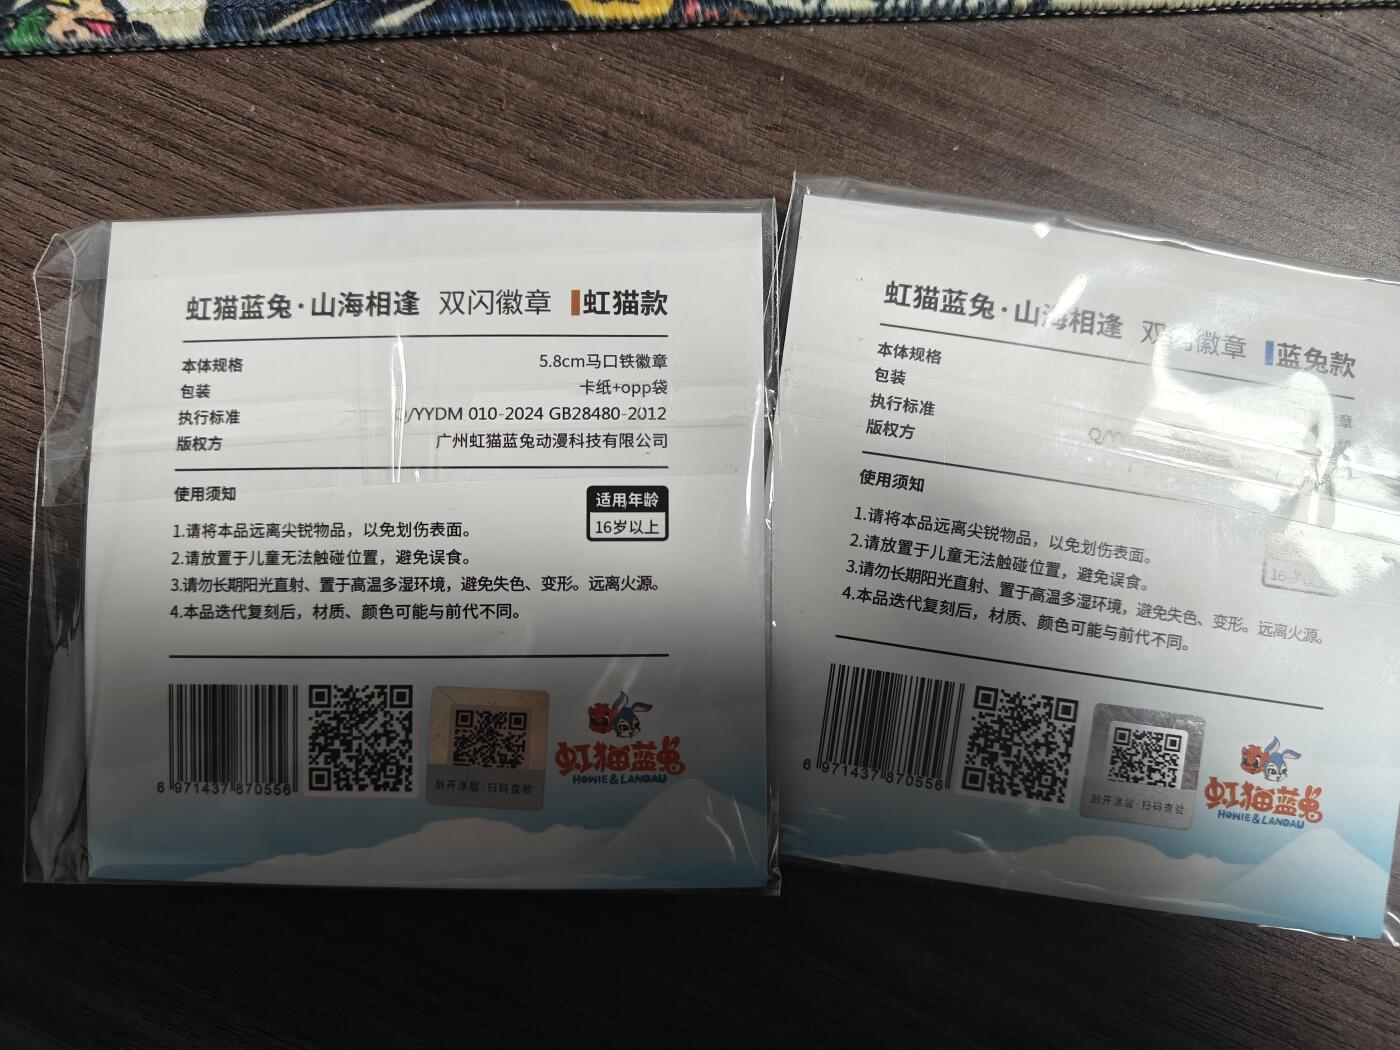 虹猫蓝兔·山海相逢 双闪徽章 虹猫款
本体规格 5.8cm马口铁徽章
包装 卡纸+opp袋
执行标准 Q/YYDM 010-2024 GB28480-2012
版权方 广州虹猫蓝兔动漫科技有限公司
使用须知
适用年龄
16岁以上
1.请将本品远离尖锐物品，以免划伤表面。
2.请放置于儿童无法触碰位置，避免误食。
3.请勿长期阳光直射、置于高温多湿环境，避免失色、变形。远离火源。
4.本品迭代复刻后，材质、颜色可能与前代不同。
6 971437 870556
刮开涂层·扫码查验
虹猫蓝兔
HOWIE & LANDAU
虹猫蓝兔·山海相逢 双闪徽章 蓝兔款
本体规格 章
包装 袋
执行标准
版权方
使用须知
16岁以上
1.请将本品远离尖锐物品，以免划伤表面。
2.请放置于儿童无法触碰位置，避免误食。
3.请勿长期阳光直射、置于高温多湿环境，避免失色、变形。远离火源。
4.本品迭代复刻后，材质、颜色可能与前代不同。
6 971437 870556
刮开涂层·扫码查验
虹猫蓝兔
HOWIE & LANDAU